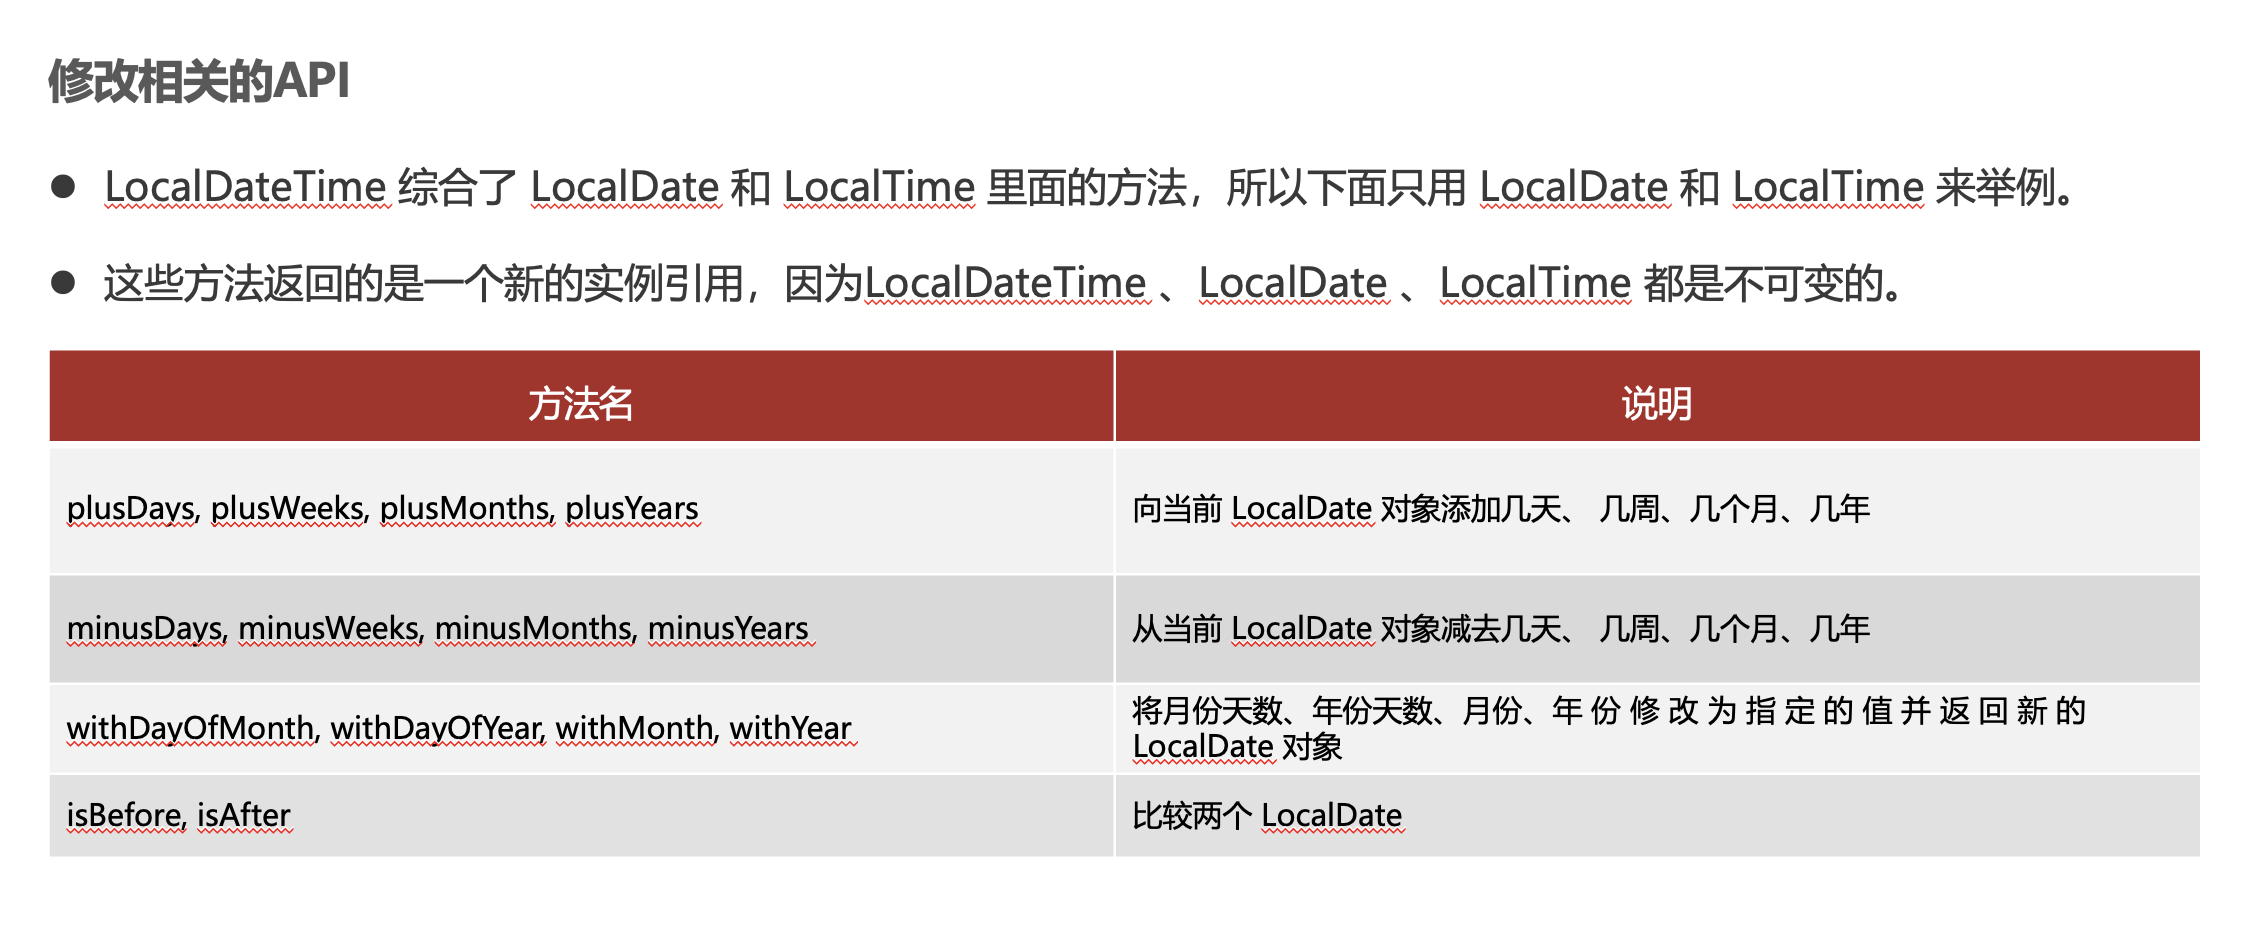 修改相关的API
● LocalDateTime 综合了 LocalDate 和 LocalTime 里面的方法，所以下面只用 LocalDate 和 LocalTime 来举例。
● 这些方法返回的是一个新的实例引用，因为LocalDateTime 、LocalDate 、LocalTime 都是不可变的。
方法名 说明
plusDays, plusWeeks, plusMonths, plusYears 向当前 LocalDate 对象添加几天、 几周、几个月、几年
minusDays, minusWeeks, minusMonths, minusYears 从当前 LocalDate 对象减去几天、 几周、几个月、几年
withDayOfMonth, withDayOfYear, withMonth, withYear 将月份天数、年份天数、月份、年 份 修 改 为 指 定 的 值 并 返 回 新 的
LocalDate 对象
isBefore, isAfter 比较两个 LocalDate